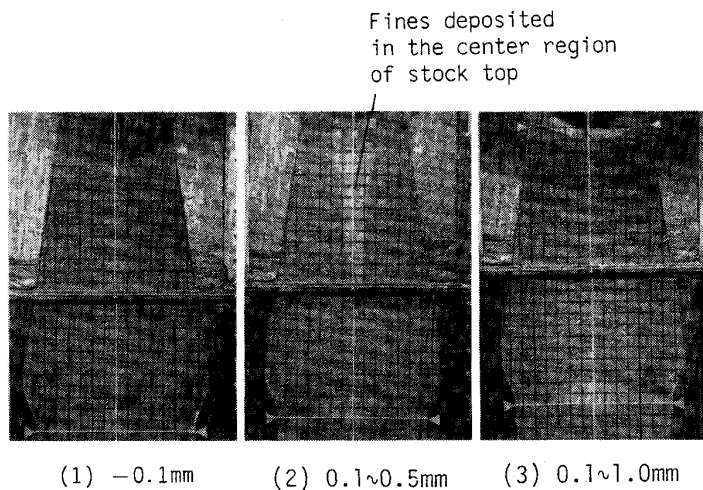 Fines deposited
in the center region
of stock top
(1) −0.1mm
(2) 0.1~0.5mm
(3) 0.1~1.0mm